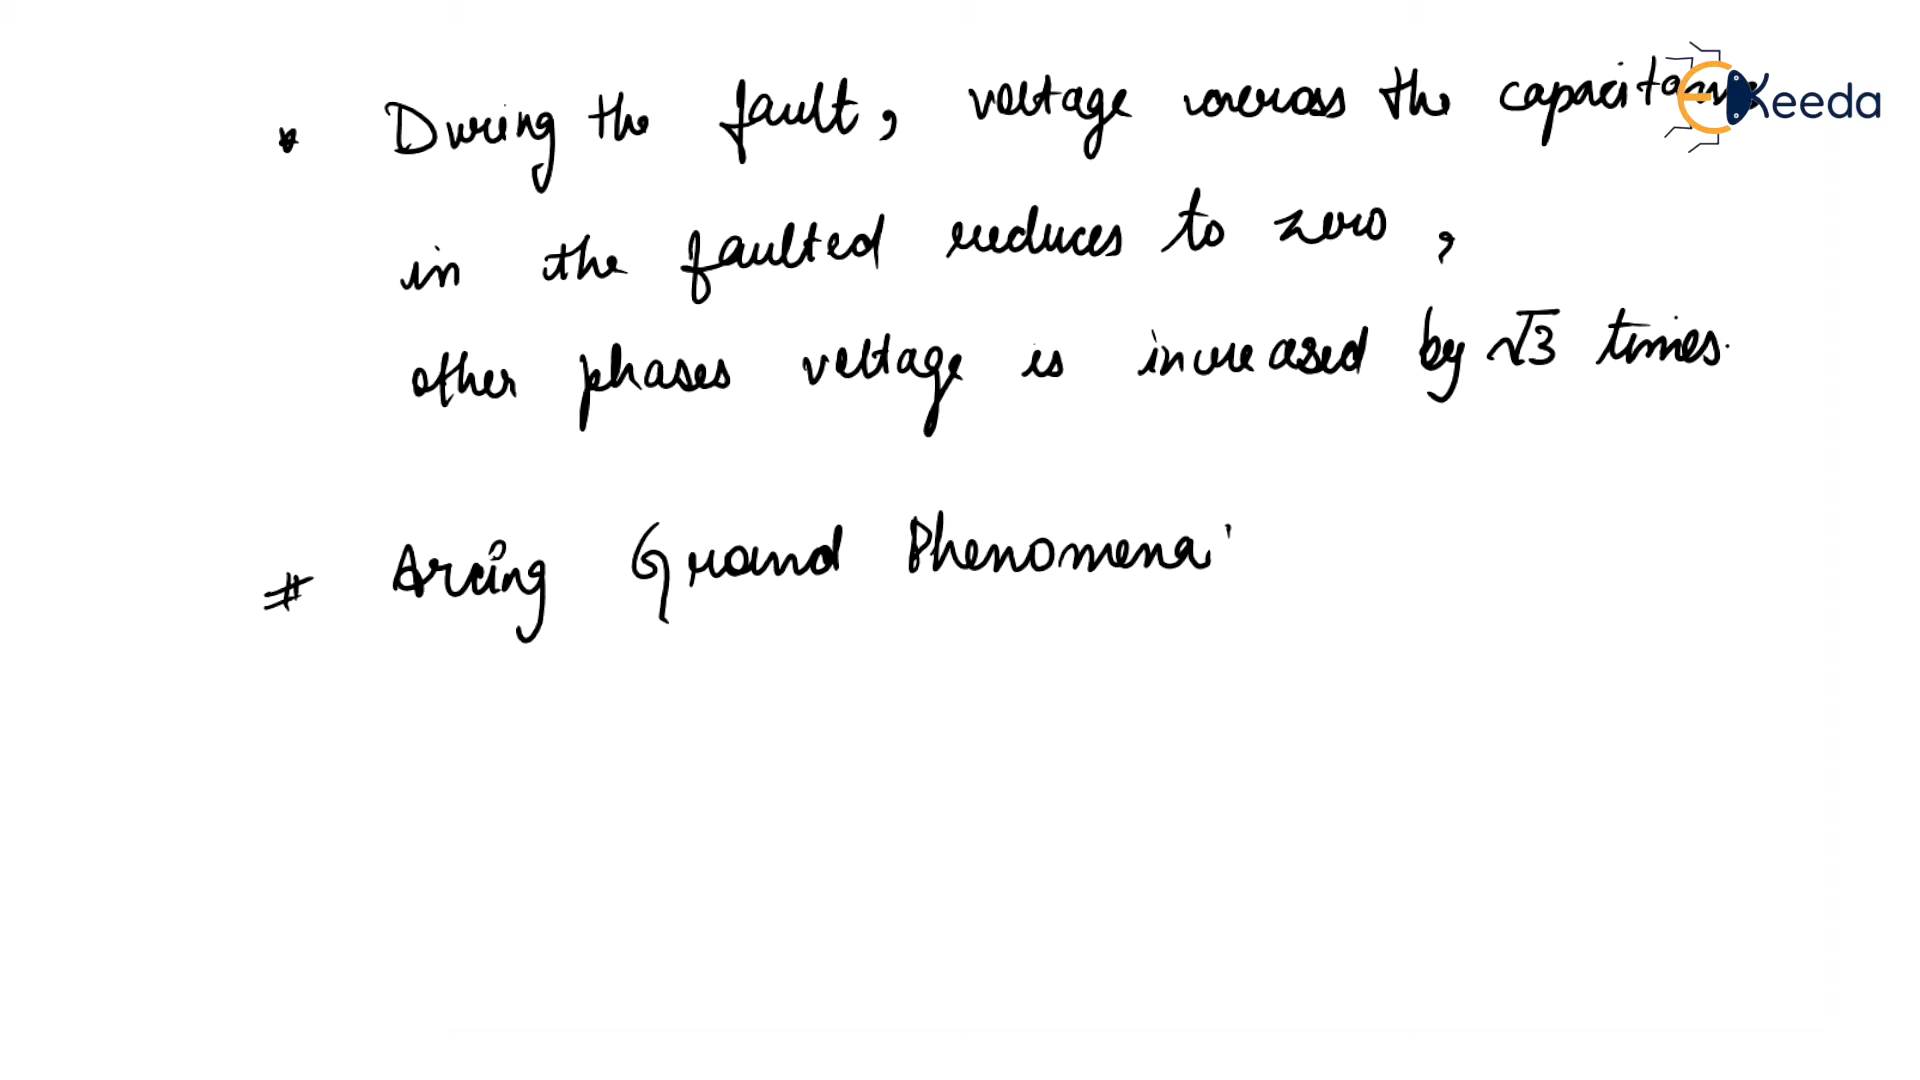 * During the fault, voltage across the capacitance
in the faulted reduces to zero,
other phases voltage is increased by √3 times.
# Arcing Ground Phenomena
EKeeda